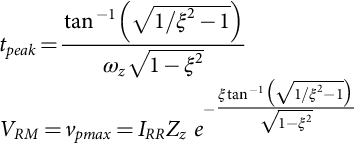 t_{peak} = \frac{\tan^{-1}\left(\sqrt{1/\xi^2 - 1}\right)}{\omega_z \sqrt{1 - \xi^2}}
V_{RM} = v_{pmax} = I_{RR} Z_z \, e^{-\frac{\xi \tan^{-1}\left(\sqrt{1/\xi^2 - 1}\right)}{\sqrt{1 - \xi^2}}}